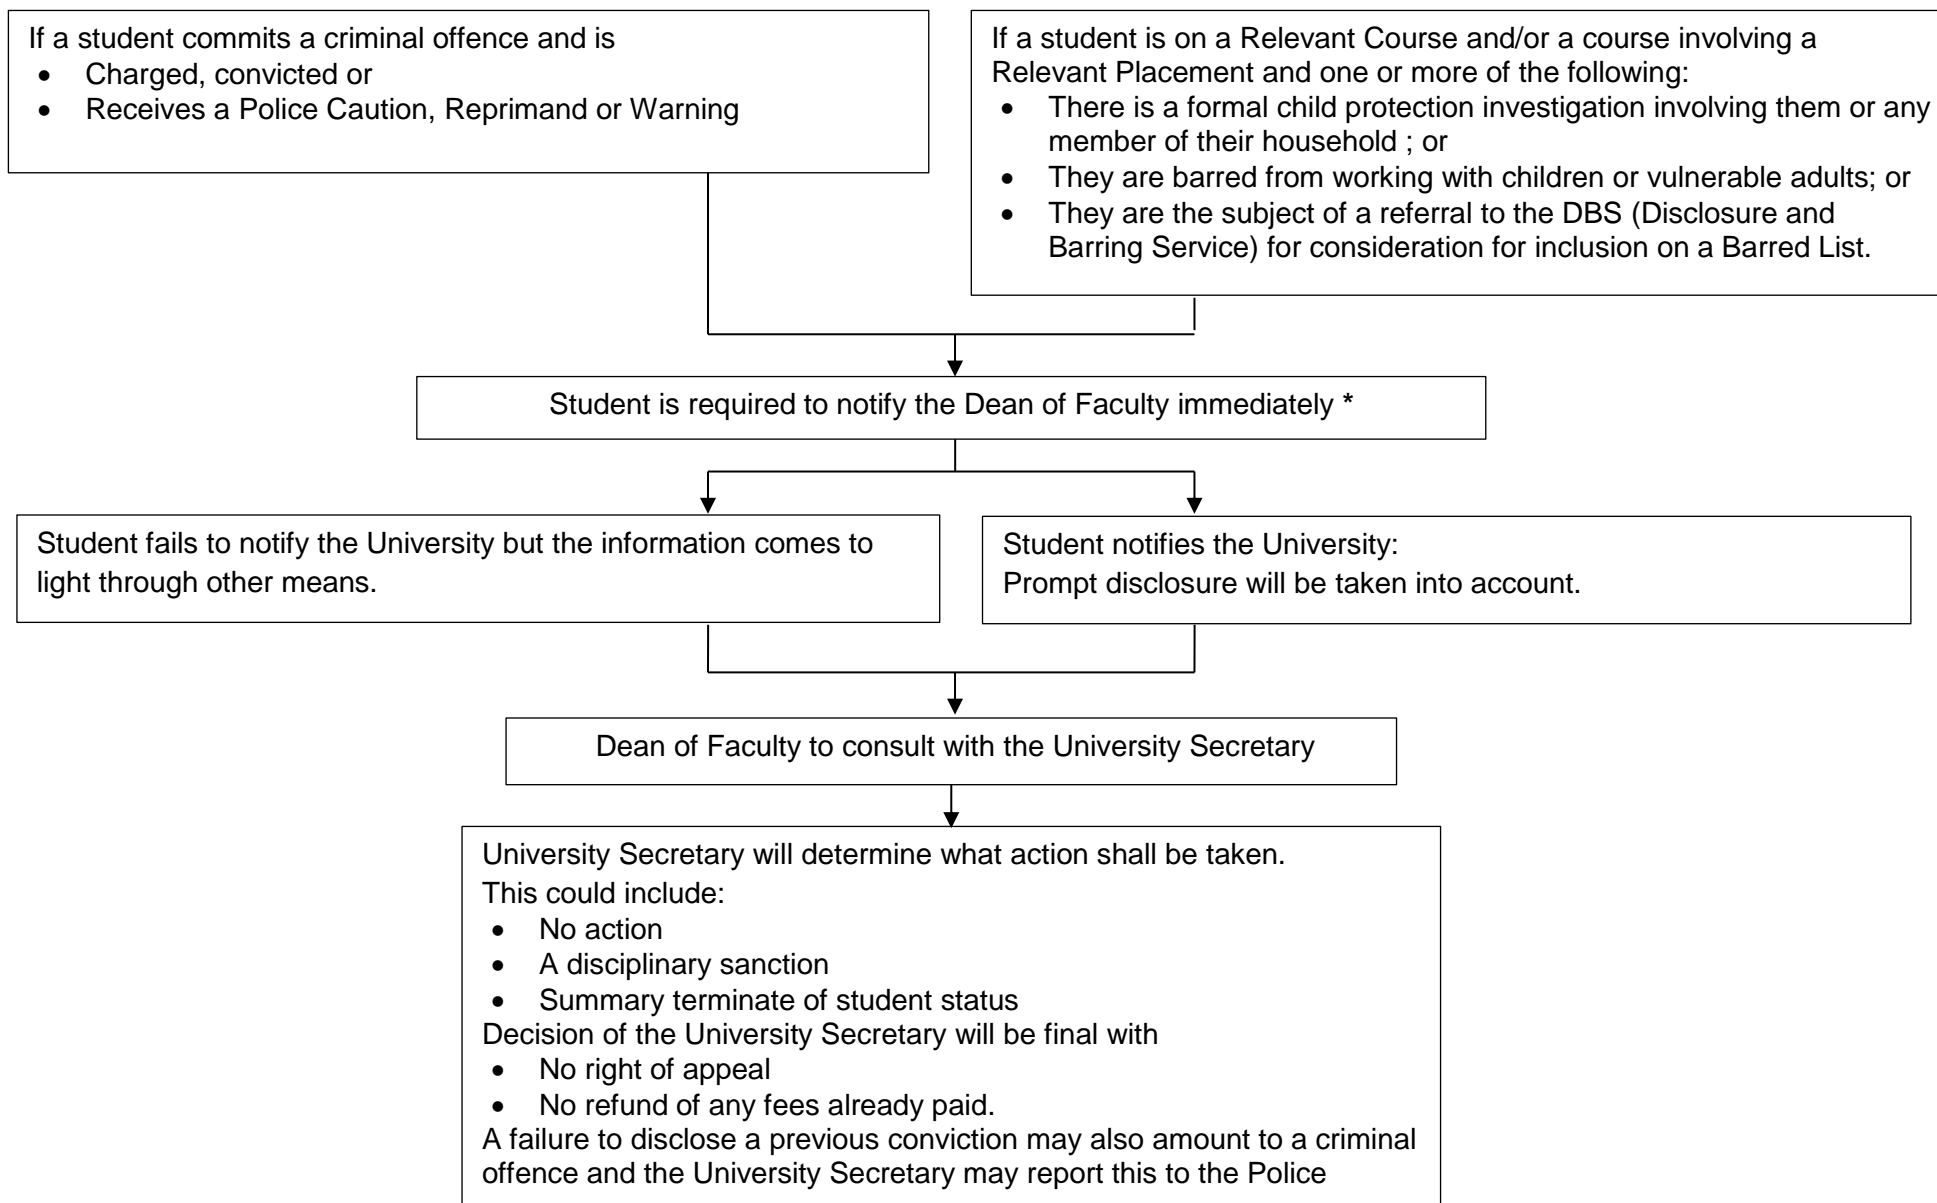 If a student commits a criminal offence and is
• Charged, convicted or
• Receives a Police Caution, Reprimand or Warning
If a student is on a Relevant Course and/or a course involving a
Relevant Placement and one or more of the following:
• There is a formal child protection investigation involving them or any
member of their household ; or
• They are barred from working with children or vulnerable adults; or
• They are the subject of a referral to the DBS (Disclosure and
Barring Service) for consideration for inclusion on a Barred List.
Student is required to notify the Dean of Faculty immediately *
Student fails to notify the University but the information comes to
light through other means.
Student notifies the University:
Prompt disclosure will be taken into account.
Dean of Faculty to consult with the University Secretary
University Secretary will determine what action shall be taken.
This could include:
• No action
• A disciplinary sanction
• Summary terminate of student status
Decision of the University Secretary will be final with
• No right of appeal
• No refund of any fees already paid.
A failure to disclose a previous conviction may also amount to a criminal
offence and the University Secretary may report this to the Police